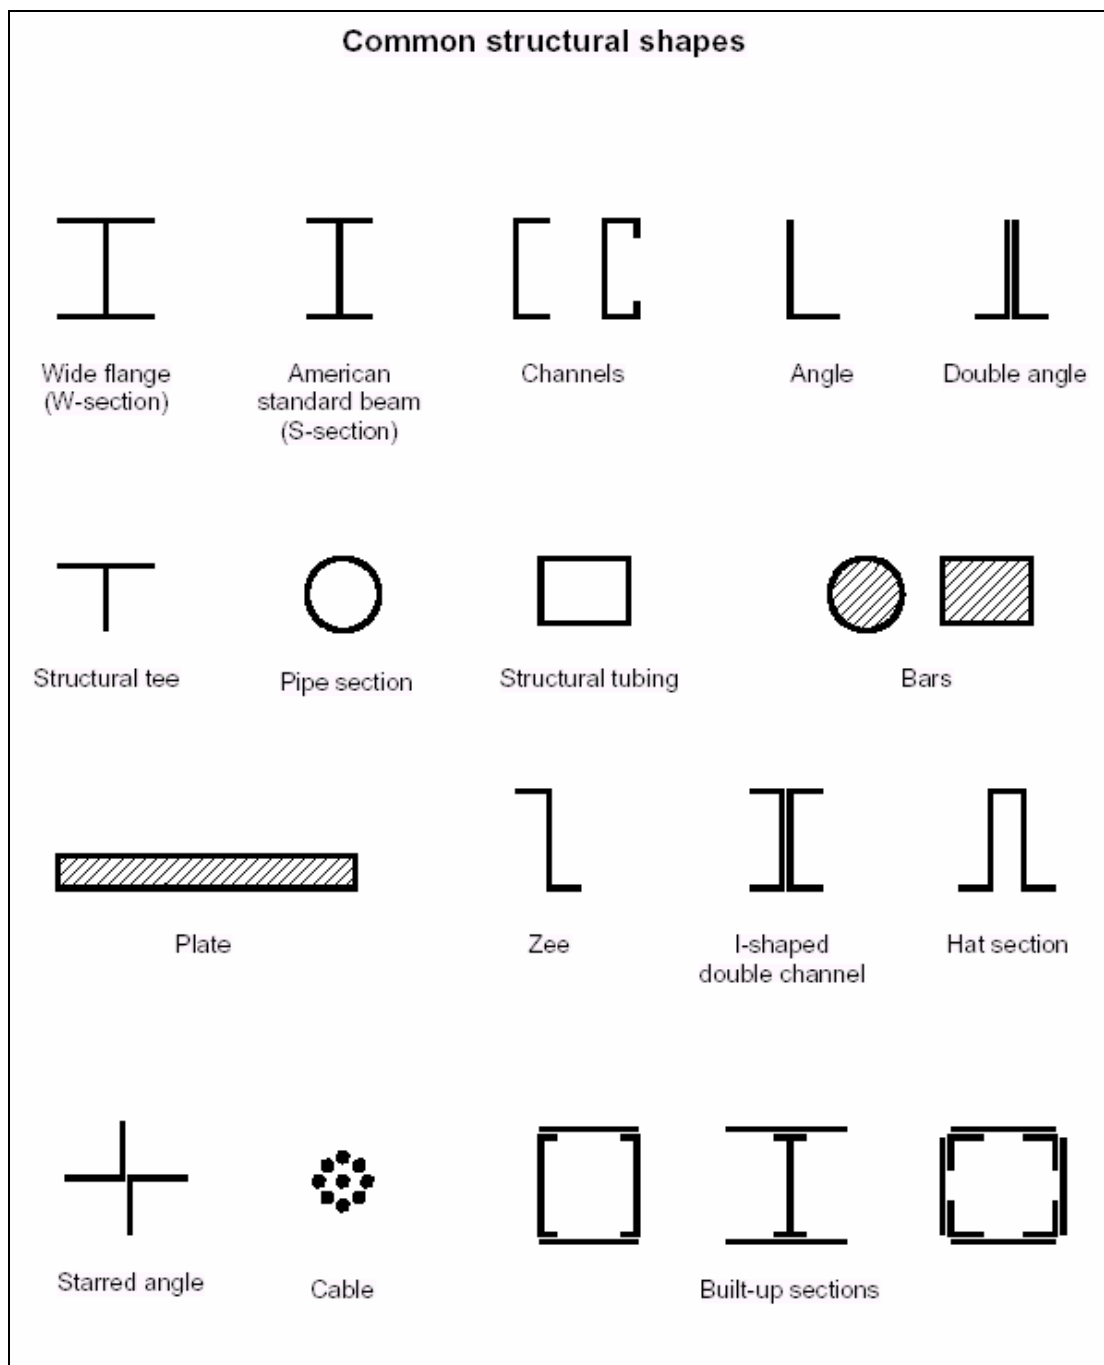 Common structural shapes
Wide flange
(W-section)
American
standard beam
(S-section)
Channels
Angle
Double angle
Structural tee
Pipe section
Structural tubing
Bars
Plate
Zee
I-shaped
double channel
Hat section
Starred angle
Cable
Built-up sections